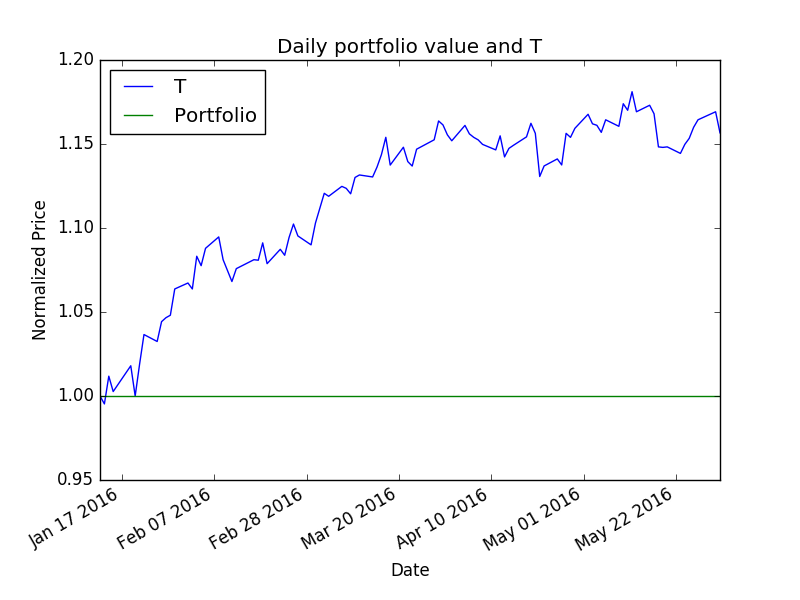 Daily portfolio value and T
T
Portfolio
1.20
1.15
1.10
1.05
1.00
0.95
Normalized Price
Jan 17 2016
Feb 07 2016
Feb 28 2016
Mar 20 2016
Apr 10 2016
May 01 2016
May 22 2016
Date